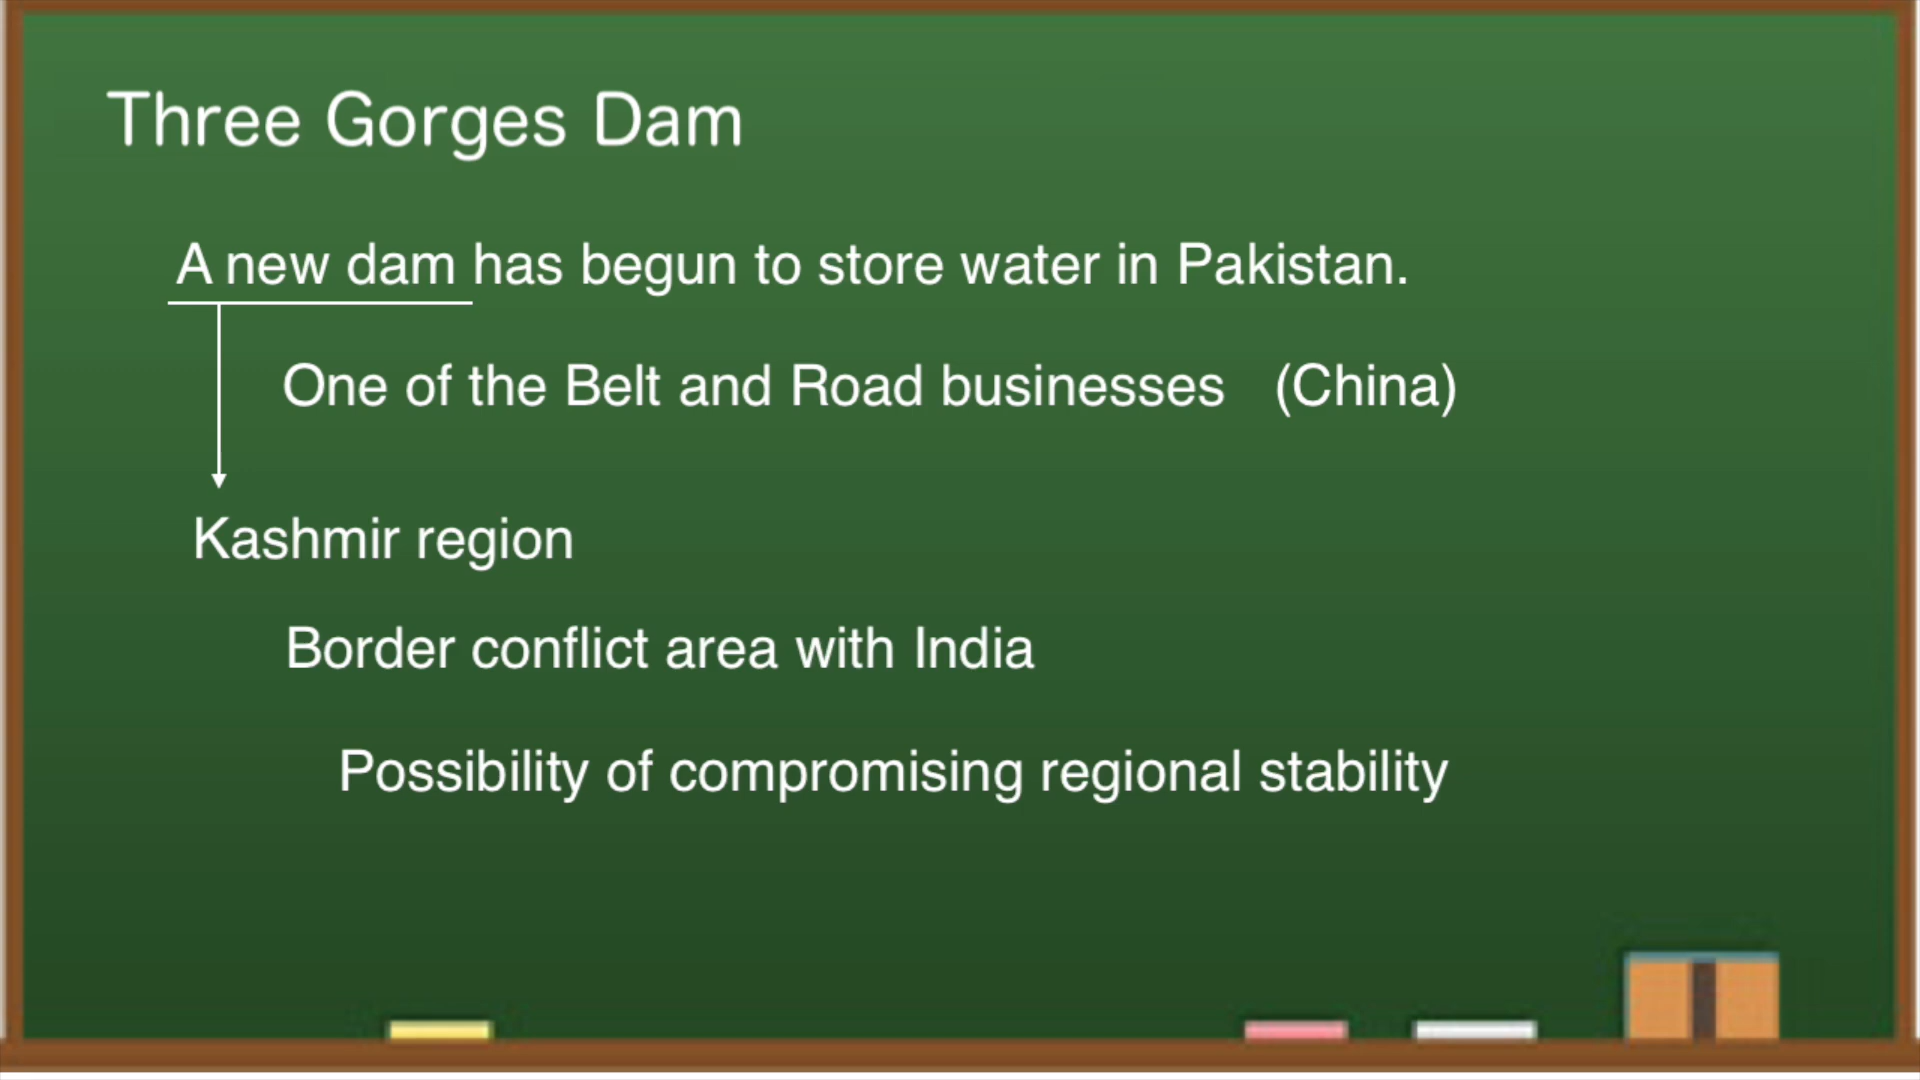 Three Gorges Dam
A new dam has begun to store water in Pakistan.
One of the Belt and Road businesses (China)
Kashmir region
Border conflict area with India
Possibility of compromising regional stability